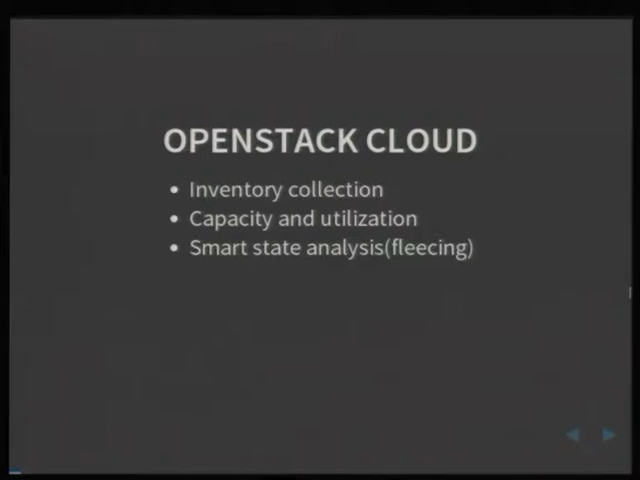 OPENSTACK CLOUD
Inventory collection
Capacity and utilization
Smart state analysis(fleecing)